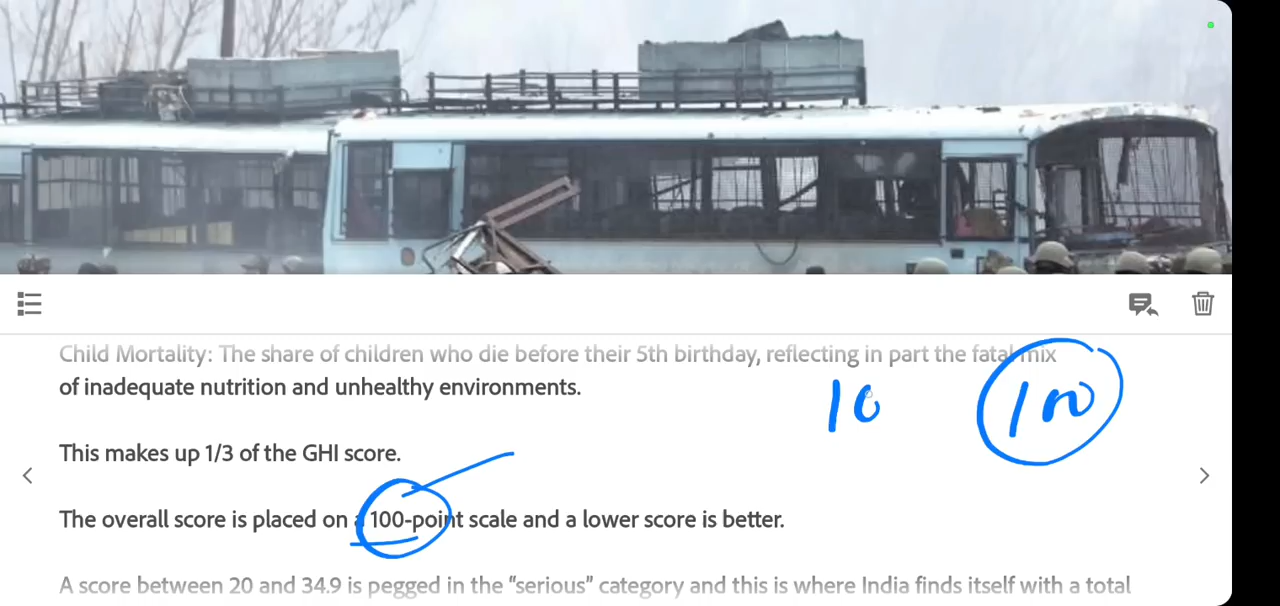 Child Mortality: The share of children who die before their 5th birthday, reflecting in part the fatal mix
of inadequate nutrition and unhealthy environments.
10 100
This makes up 1/3 of the GHI score.
The overall score is placed on a 100-point scale and a lower score is better.
A score between 20 and 34.9 is pegged in the “serious” category and this is where India finds itself with a total